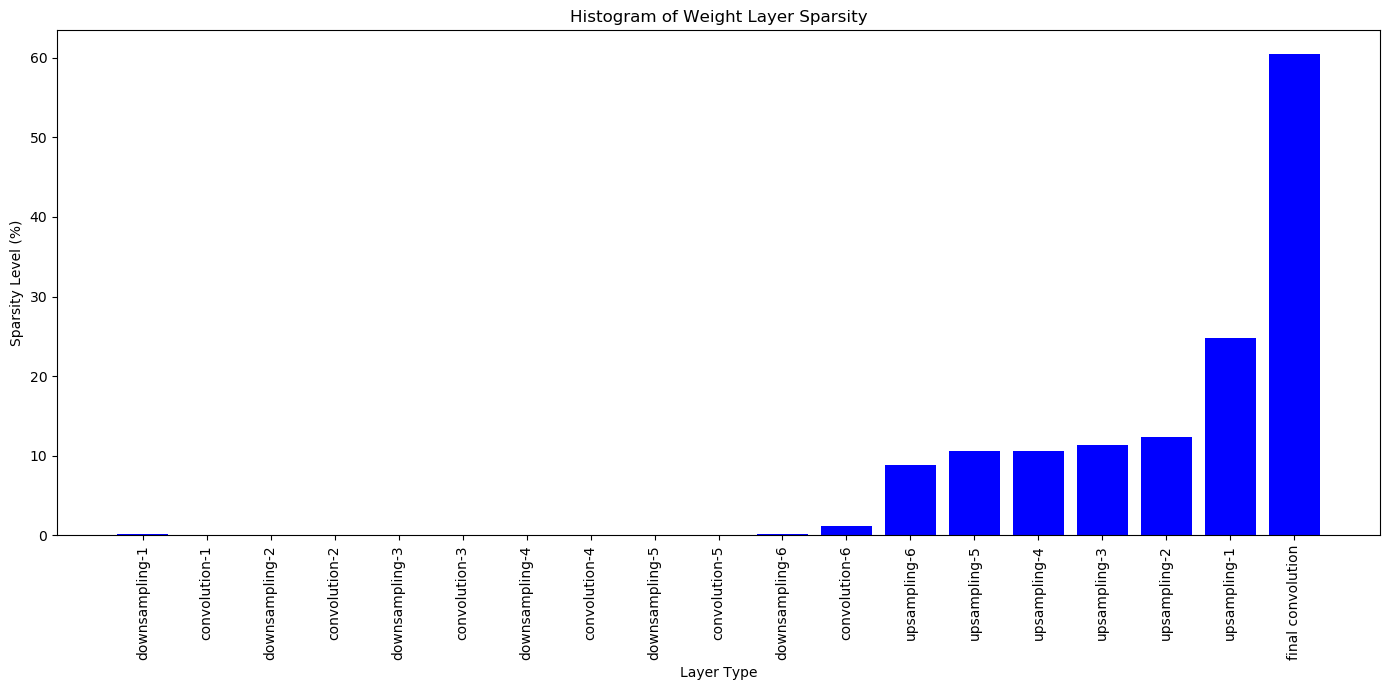 Histogram of Weight Layer Sparsity
Sparsity Level (%)
60
50
40
30
20
10
0
downsampling-1
convolution-1
downsampling-2
convolution-2
downsampling-3
convolution-3
downsampling-4
convolution-4
downsampling-5
convolution-5
downsampling-6
convolution-6
upsampling-6
upsampling-5
upsampling-4
upsampling-3
upsampling-2
upsampling-1
final convolution
Layer Type